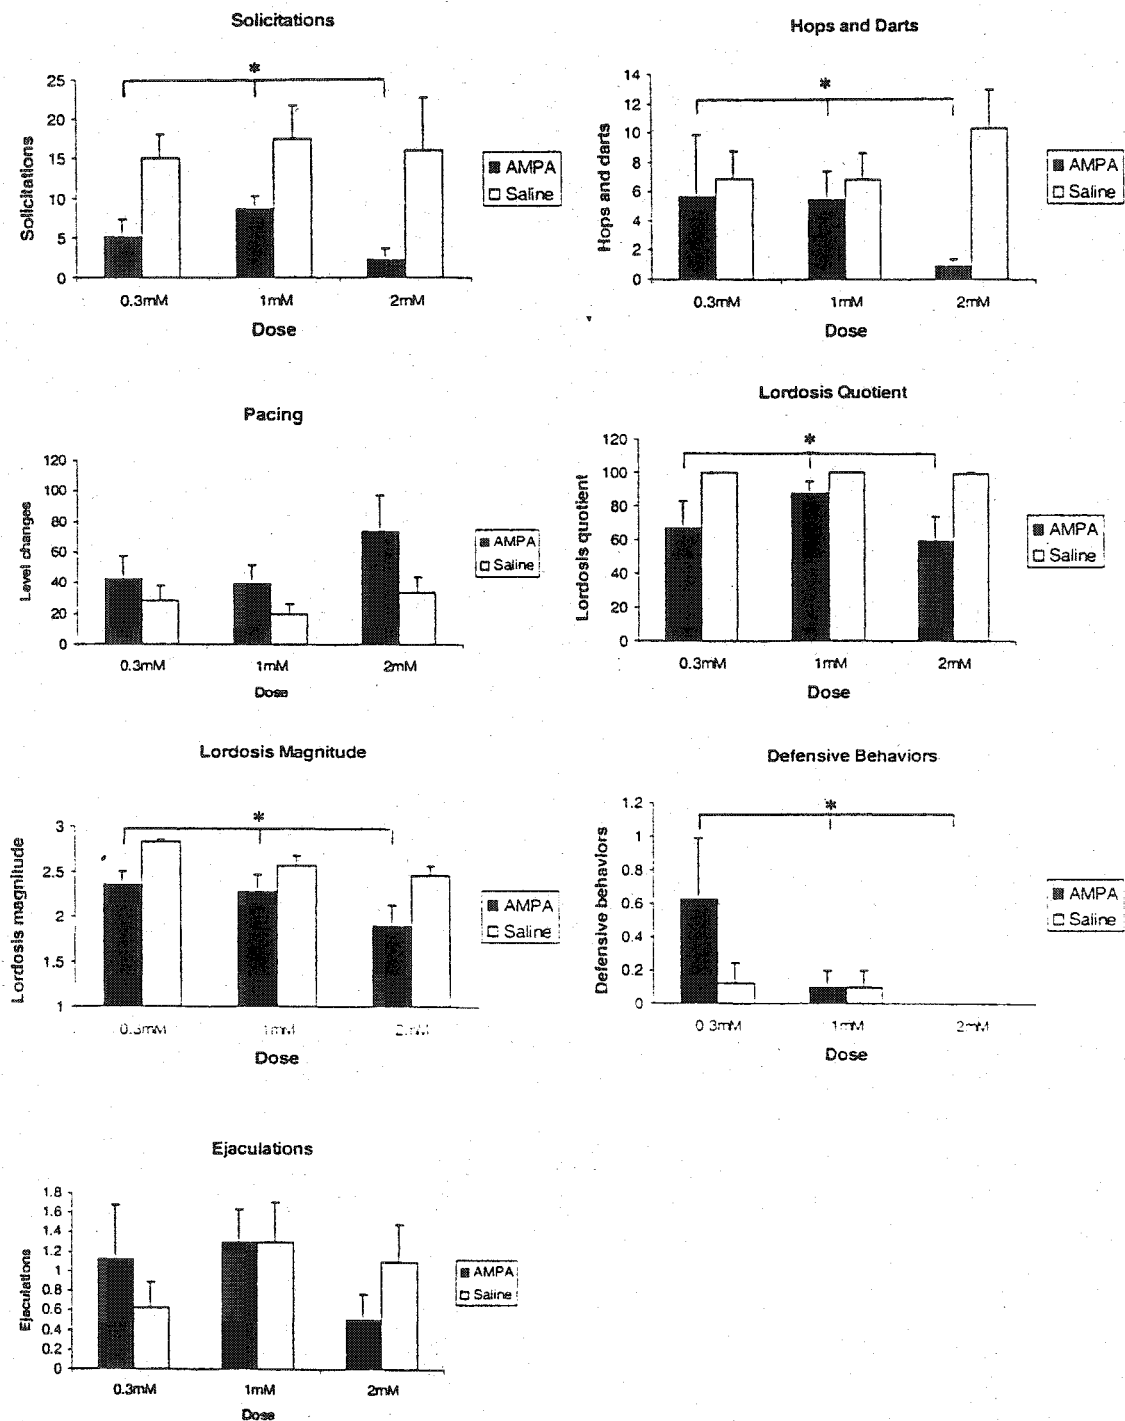 Solicitations
*
25
20
15
10
5
0
Solicitations
0.3mM 1mM 2mM
Dose
AMPA
Saline
Hops and Darts
*
14
12
10
8
6
4
2
0
Hops and darts
0.3mM 1mM 2mM
Dose
AMPA
Saline
Pacing
120
100
80
60
40
20
0
Level changes
0.3mM 1mM 2mM
Dose
AMPA
Saline
Lordosis Quotient
*
120
100
80
60
40
20
0
Lordosis quotient
0.3mM 1mM 2mM
Dose
AMPA
Saline
Lordosis Magnitude
*
3
2.5
2
1.5
1
Lordosis magnitude
0.3mM 1mM 2mM
Dose
AMPA
Saline
Defensive Behaviors
*
1.2
1
0.8
0.6
0.4
0.2
0
Defensive behaviors
0.3mM 1mM 2mM
Dose
AMPA
Saline
Ejaculations
1.8
1.6
1.4
1.2
1
0.8
0.6
0.4
0.2
0
Ejaculations
0.3mM 1mM 2mM
Dose
AMPA
Saline